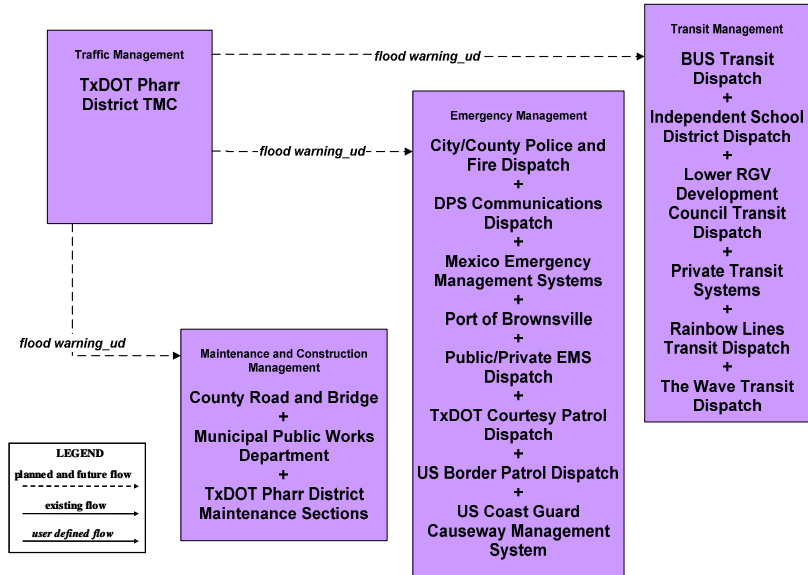 Traffic Management
TxDOT Pharr
District TMC
flood warning_ud
flood warning_ud
flood warning_ud
Transit Management
BUS Transit
Dispatch
+
Independent School
District Dispatch
+
Lower RGV
Development
Council Transit
Dispatch
+
Private Transit
Systems
+
Rainbow Lines
Transit Dispatch
+
The Wave Transit
Dispatch
Emergency Management
City/County Police and
Fire Dispatch
+
DPS Communications
Dispatch
+
Mexico Emergency
Management Systems
+
Port of Brownsville
+
Public/Private EMS
Dispatch
+
TxDOT Courtesy Patrol
Dispatch
+
US Border Patrol Dispatch
+
US Coast Guard
Causeway Management
System
Maintenance and Construction
Management
County Road and Bridge
+
Municipal Public Works
Department
+
TxDOT Pharr District
Maintenance Sections
LEGEND
planned and future flow
existing flow
user defined flow